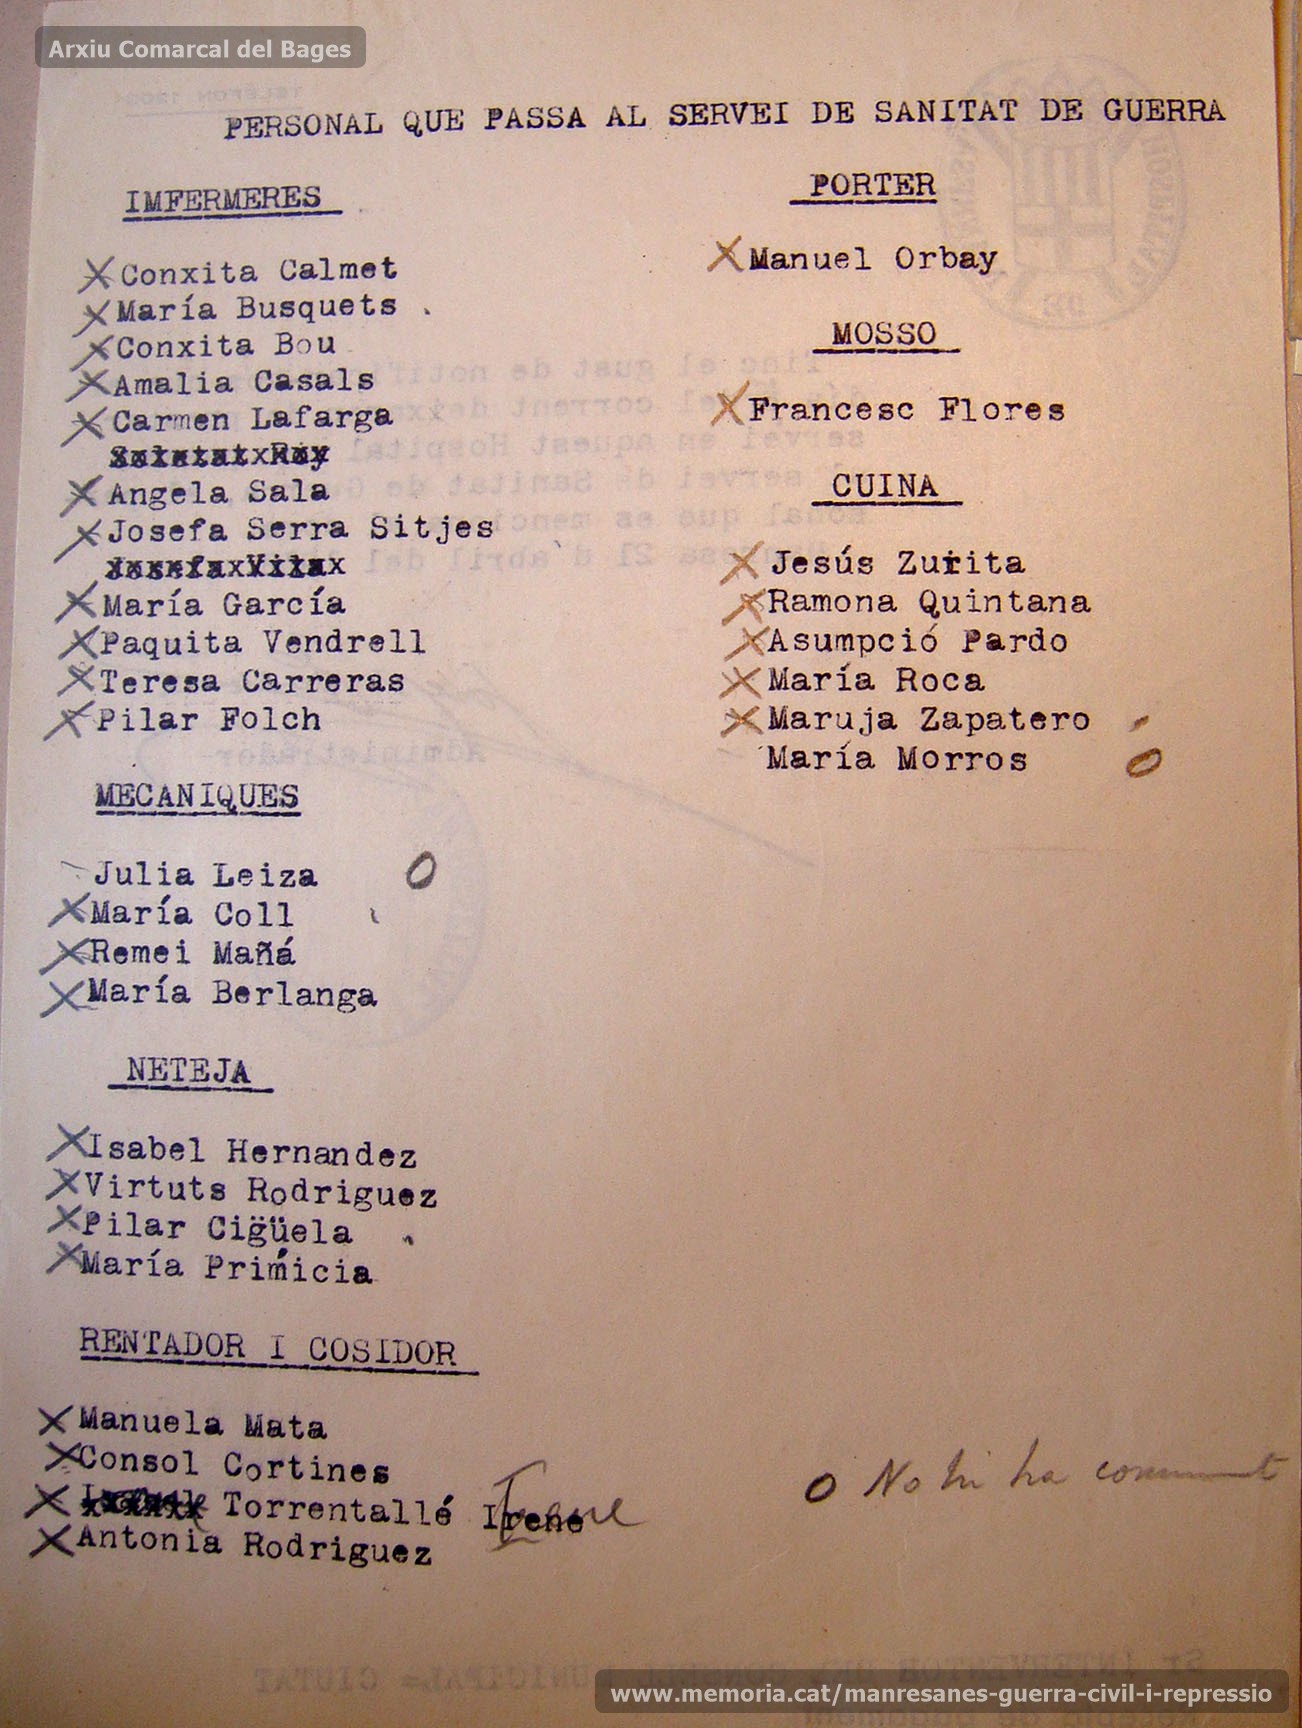 Arxiu Comarcal del Bages
PERSONAL QUE PASSA AL SERVEI DE SANITAT DE GUERRA
IMFERMERES
Conxita Calmet
María Busquets
Conxita Bou
Amalia Casals
Carmen Lafarga
Angela Sala
Josefa Serra Sitjes
María García
Paquita Vendrell
Teresa Carreras
Pilar Folch
MECANIQUES
Julia Leiza O
María Coll
Remei Mañá
María Berlanga
NETEJA
Isabel Hernandez
Virtuts Rodriguez
Pilar Cigüela
María Primicia
RENTADOR I COSIDOR
Manuela Mata
Consol Cortines
Torrentallé Irene
Antonia Rodriguez
PORTER
Manuel Orbay
MOSSO
Francesc Flores
CUINA
Jesús Zurita
Ramona Quintana
Asumpció Pardo
María Roca
Maruja Zapatero
María Morros O
O No hi ha
www.memoria.cat/manresanes-guerra-civil-i-repressio